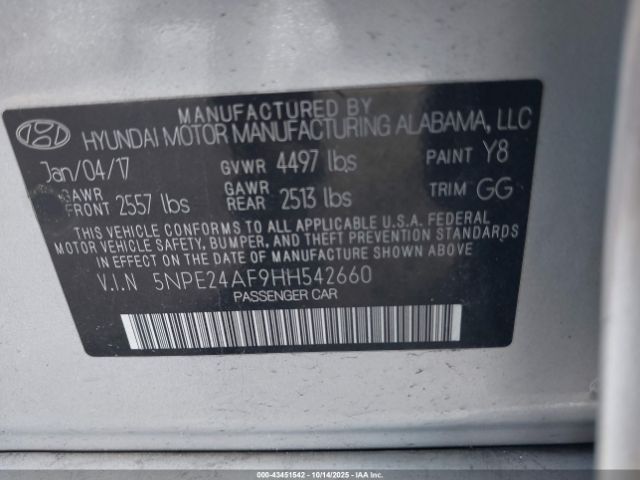 MANUFACTURED BY
HYUNDAI MOTOR MANUFACTURING ALABAMA, LLC
Jan/04/17 GVWR 4497 lbs PAINT Y8
GAWR FRONT 2557 lbs GAWR REAR 2513 lbs TRIM GG
THIS VEHICLE CONFORMS TO ALL APPLICABLE U.S.A. FEDERAL
MOTOR VEHICLE SAFETY, BUMPER, AND THEFT PREVENTION STANDARDS
IN EFFECT ON THE DATE OF MANUFACTURE SHOWN ABOVE.
V.I.N 5NPE24AF9HH542660
PASSENGER CAR
000-43451542 - 10/14/2025 - © IAA Inc.